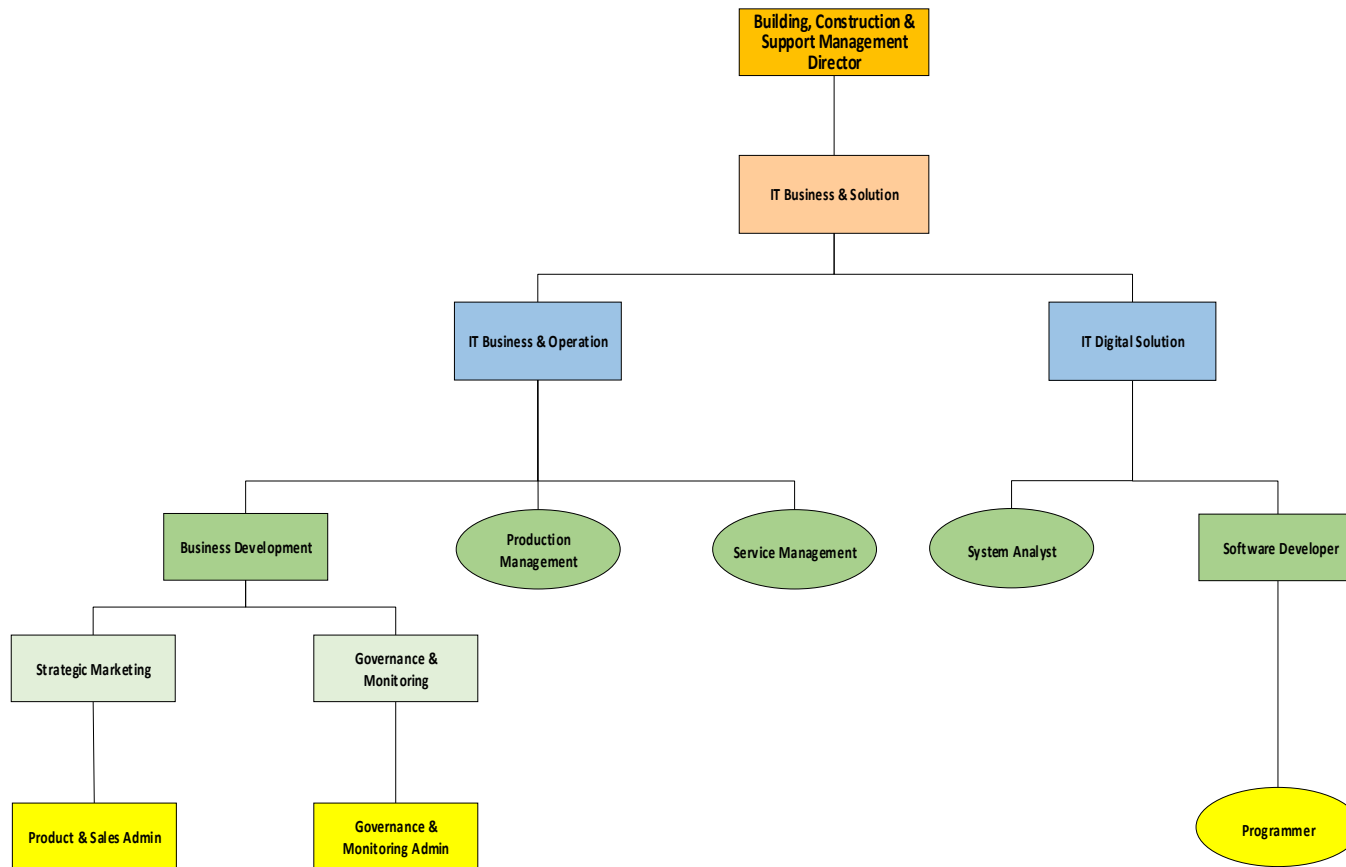 Building, Construction &
Support Management
Director
IT Business & Solution
IT Business & Operation
IT Digital Solution
Business Development
Production
Management
Service Management
System Analyst
Software Developer
Strategic Marketing
Governance &
Monitoring
Product & Sales Admin
Governance &
Monitoring Admin
Programmer